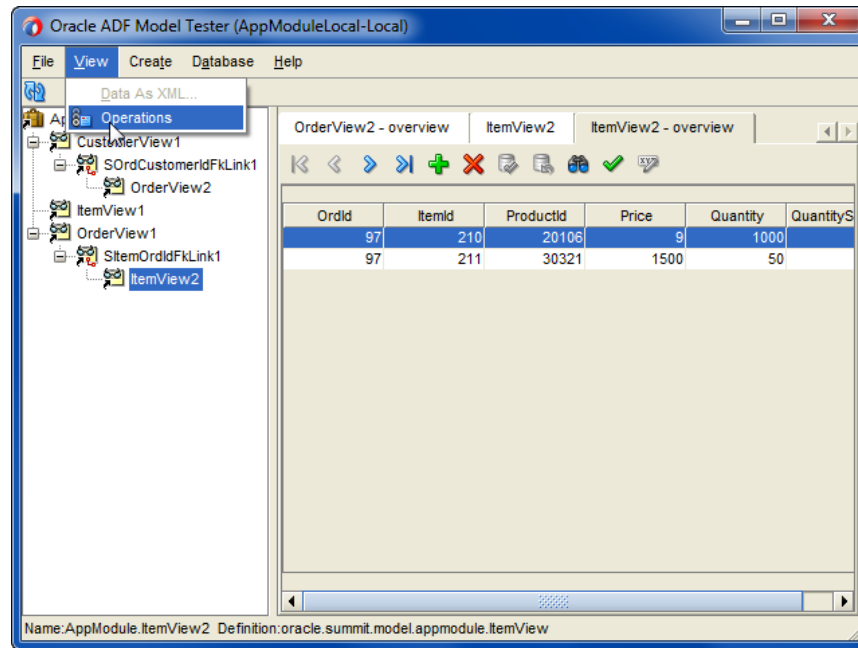 Oracle ADF Model Tester (AppModuleLocal-Local)
File View Create Database Help
Data As XML...
Operations
CustomerView1
SOrdCustomerIdFkLink1
OrderView2
ItemView1
OrderView1
SItemOrdIdFkLink1
ItemView2
OrderView2 - overview ItemView2 ItemView2 - overview
OrdId ItemId ProductId Price Quantity QuantityS
97 210 20106 9 1000
97 211 30321 1500 50
Name:AppModule.ItemView2 Definition:oracle.summit.model.appmodule.ItemView